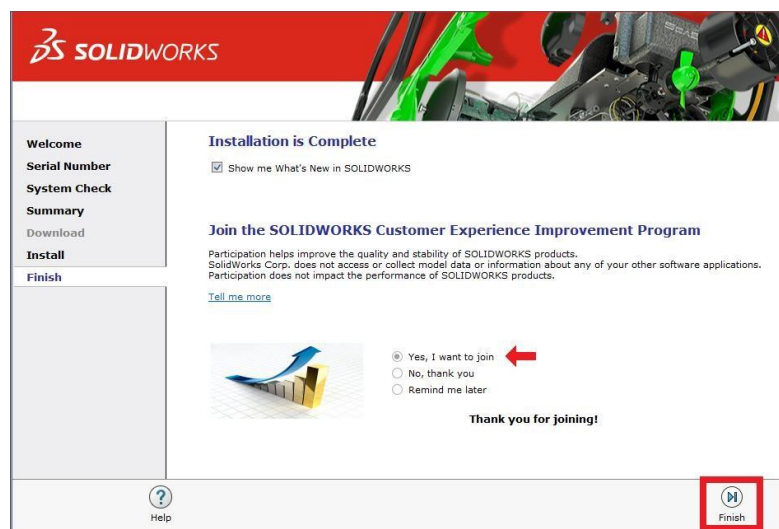 SOLIDWORKS
Welcome
Serial Number
System Check
Summary
Download
Install
Finish
Installation is Complete
Show me What's New in SOLIDWORKS
Join the SOLIDWORKS Customer Experience Improvement Program
Participation helps improve the quality and stability of SOLIDWORKS products.
SolidWorks Corp. does not access or collect model data or information about any of your other software applications.
Participation does not impact the performance of SOLIDWORKS products.
Tell me more
Yes, I want to join
No, thank you
Remind me later
Thank you for joining!
Help
Finish